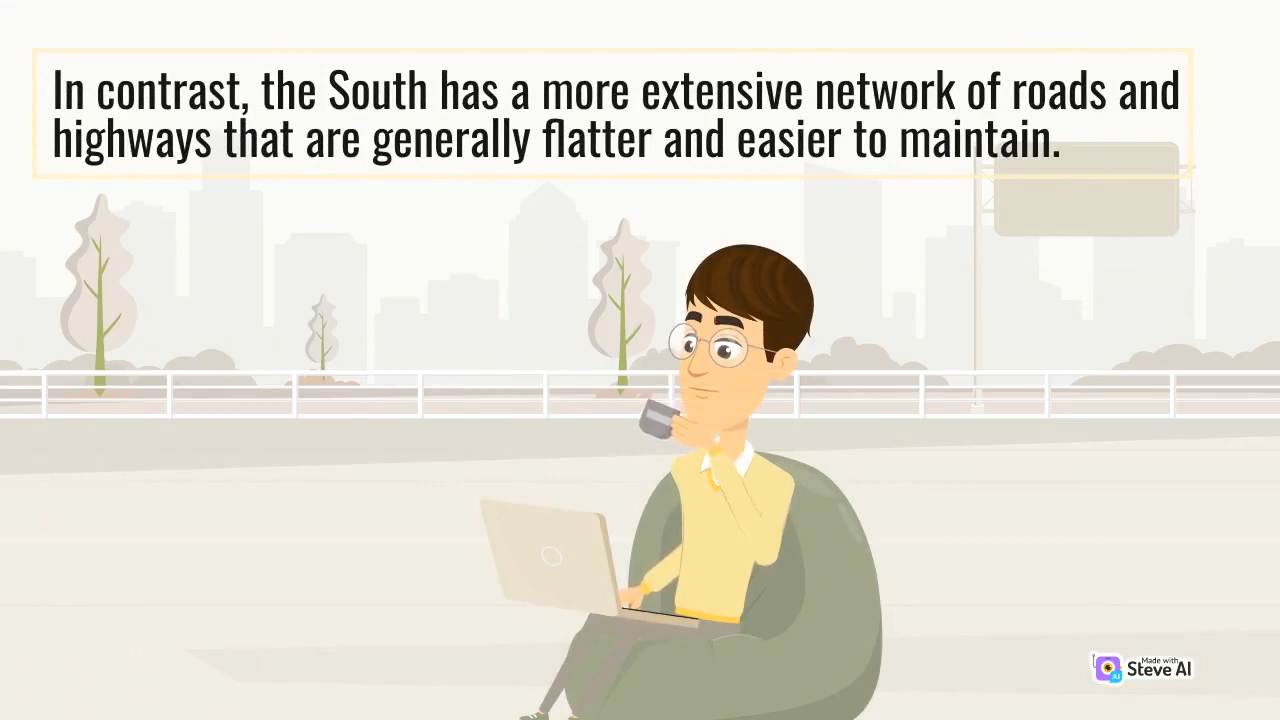 In contrast, the South has a more extensive network of roads and
highways that are generally flatter and easier to maintain.
Made with
Steve AI
AI